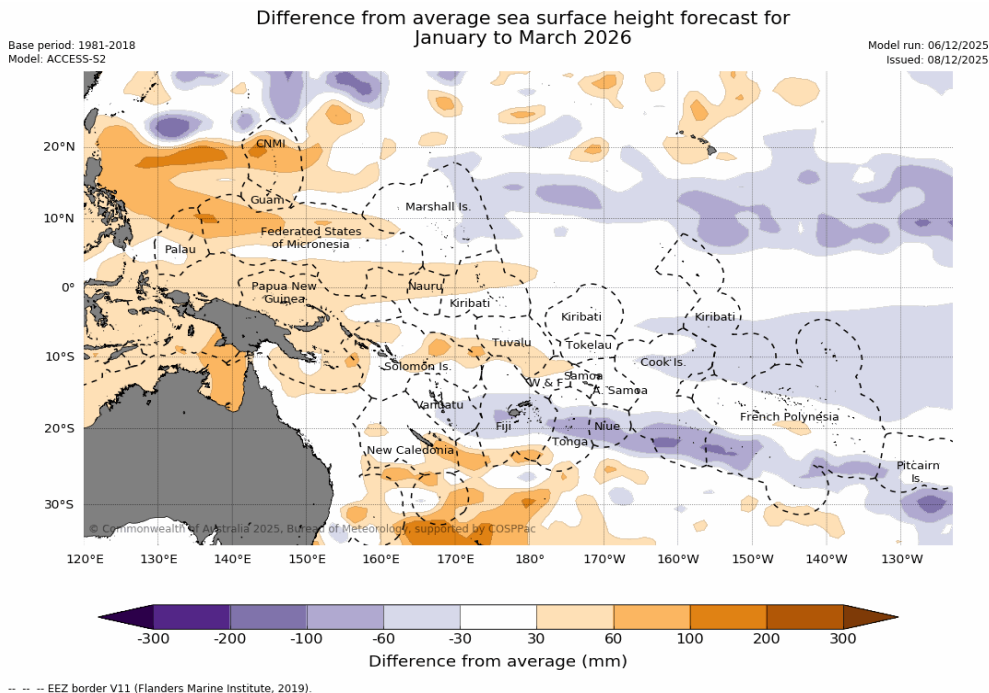 Difference from average sea surface height forecast for
January to March 2026
Base period: 1981-2018
Model: ACCESS-S2
Model run: 06/12/2025
Issued: 08/12/2025
20°N
10°N
0°
10°S
20°S
30°S
CNMI
Guam
Marshall Is.
Federated States
of Micronesia
Palau
Papua New
Guinea
Nauru
Kiribati
Kiribati
Kiribati
Tuvalu
Tokelau
Solomon Is.
Cook Is.
Samoa
W & F
A. Samoa
Vanuatu
French Polynesia
Fiji
Niue
Tonga
New Caledonia
Pitcairn
Is.
© Commonwealth of Australia 2025, Bureau of Meteorology, supported by COSPPac
120°E 130°E 140°E 150°E 160°E 170°E 180° 170°W 160°W 150°W 140°W 130°W
-300 -200 -100 -60 -30 30 60 100 200 300
Difference from average (mm)
-- -- -- EEZ border V11 (Flanders Marine Institute, 2019).